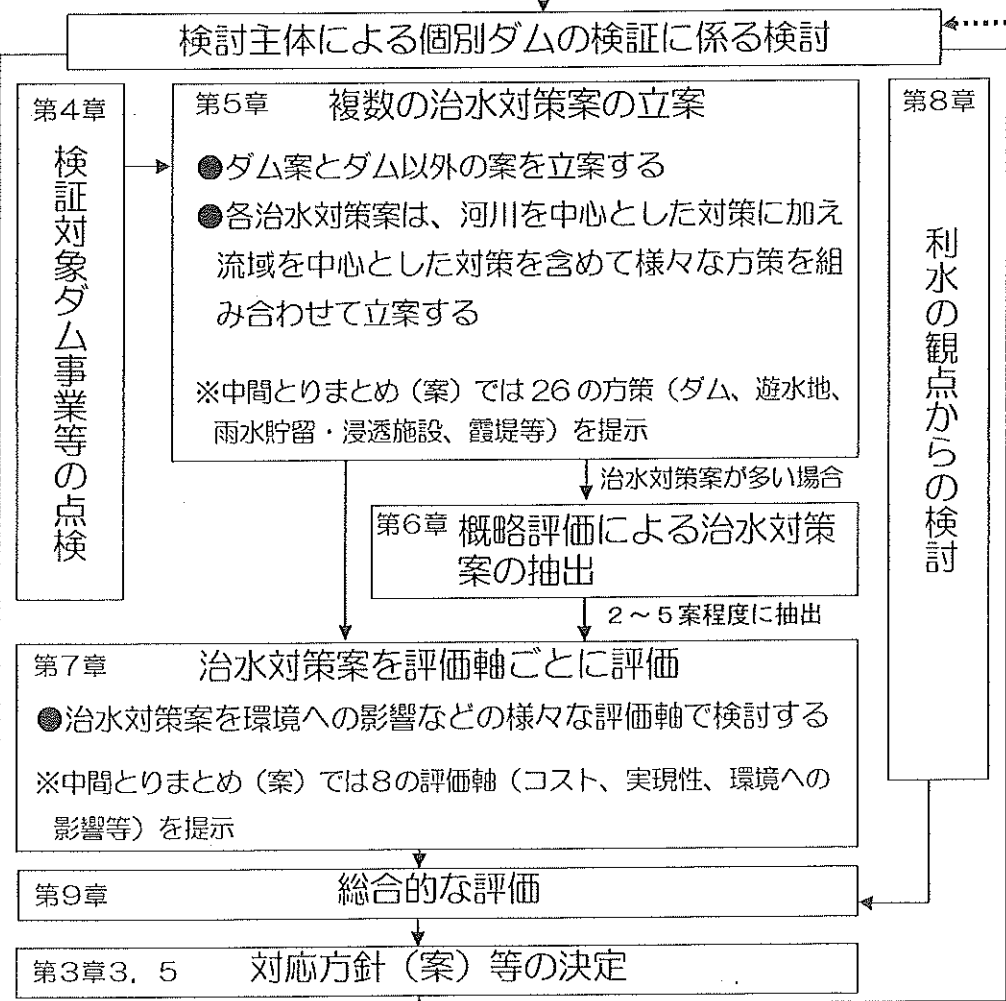 検討主体による個別ダムの検証に係る検討
第4章
検証対象ダム事業等の点検
第5章 複数の治水対策案の立案
●ダム案とダム以外の案を立案する
●各治水対策案は、河川を中心とした対策に加え
流域を中心とした対策を含めて様々な方策を組
み合わせて立案する
※中間とりまとめ（案）では26の方策（ダム、遊水地、
雨水貯留・浸透施設、霞堤等）を提示
治水対策案が多い場合
第6章 概略評価による治水対策
案の抽出
2～5案程度に抽出
第7章 治水対策案を評価軸ごとに評価
●治水対策案を環境への影響などの様々な評価軸で検討する
※中間とりまとめ（案）では8の評価軸（コスト、実現性、環境への
影響等）を提示
第8章
利水の観点からの検討
第9章 総合的な評価
第3章3．5 対応方針（案）等の決定